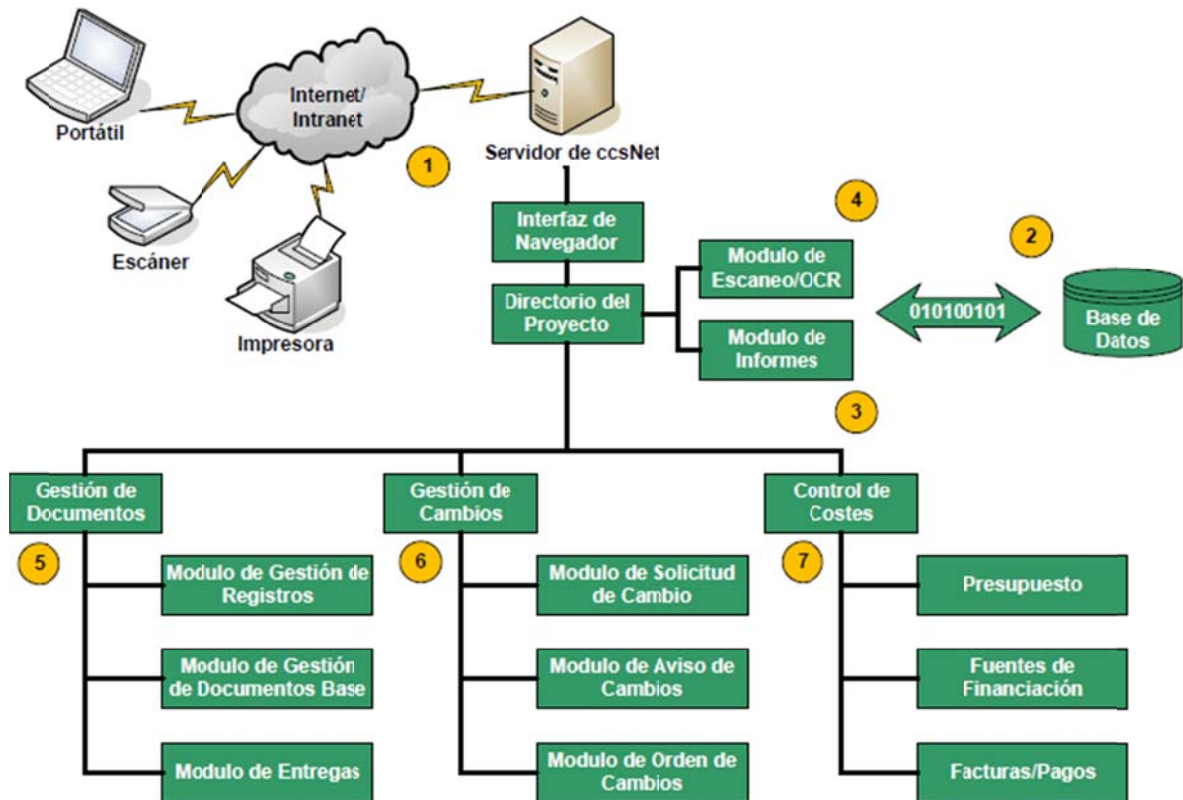 Internet/
Intranet
Portátil
Servidor de ccsNet
1
Escáner
Impresora
Interfaz de
Navegador
Directorio del
Proyecto
4
Modulo de
Escaneo/OCR
Modulo de
Informes
3
2
010100101
Base de
Datos
Gestión de
Documentos
5
Modulo de Gestión de
Registros
Modulo de Gestión
de Documentos Base
Modulo de Entregas
Gestión de
Cambios
6
Modulo de Solicitud
de Cambio
Modulo de Aviso de
Cambios
Modulo de Orden de
Cambios
Control de
Costes
7
Presupuesto
Fuentes de
Financiación
Facturas/Pagos